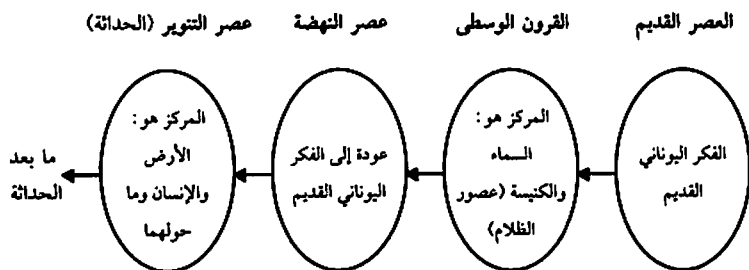 العصر القديم
القرون الوسطى
عصر النهضة
عصر التنوير (الحداثة)
الفكر اليوناني
القديم
المركز هو:
السماء
والكنيسة (عصور
الظلام)
عودة إلى الفكر
اليوناني القديم
المركز هو:
الأرض
والإنسان وما
حولهما
ما بعد
الحداثة